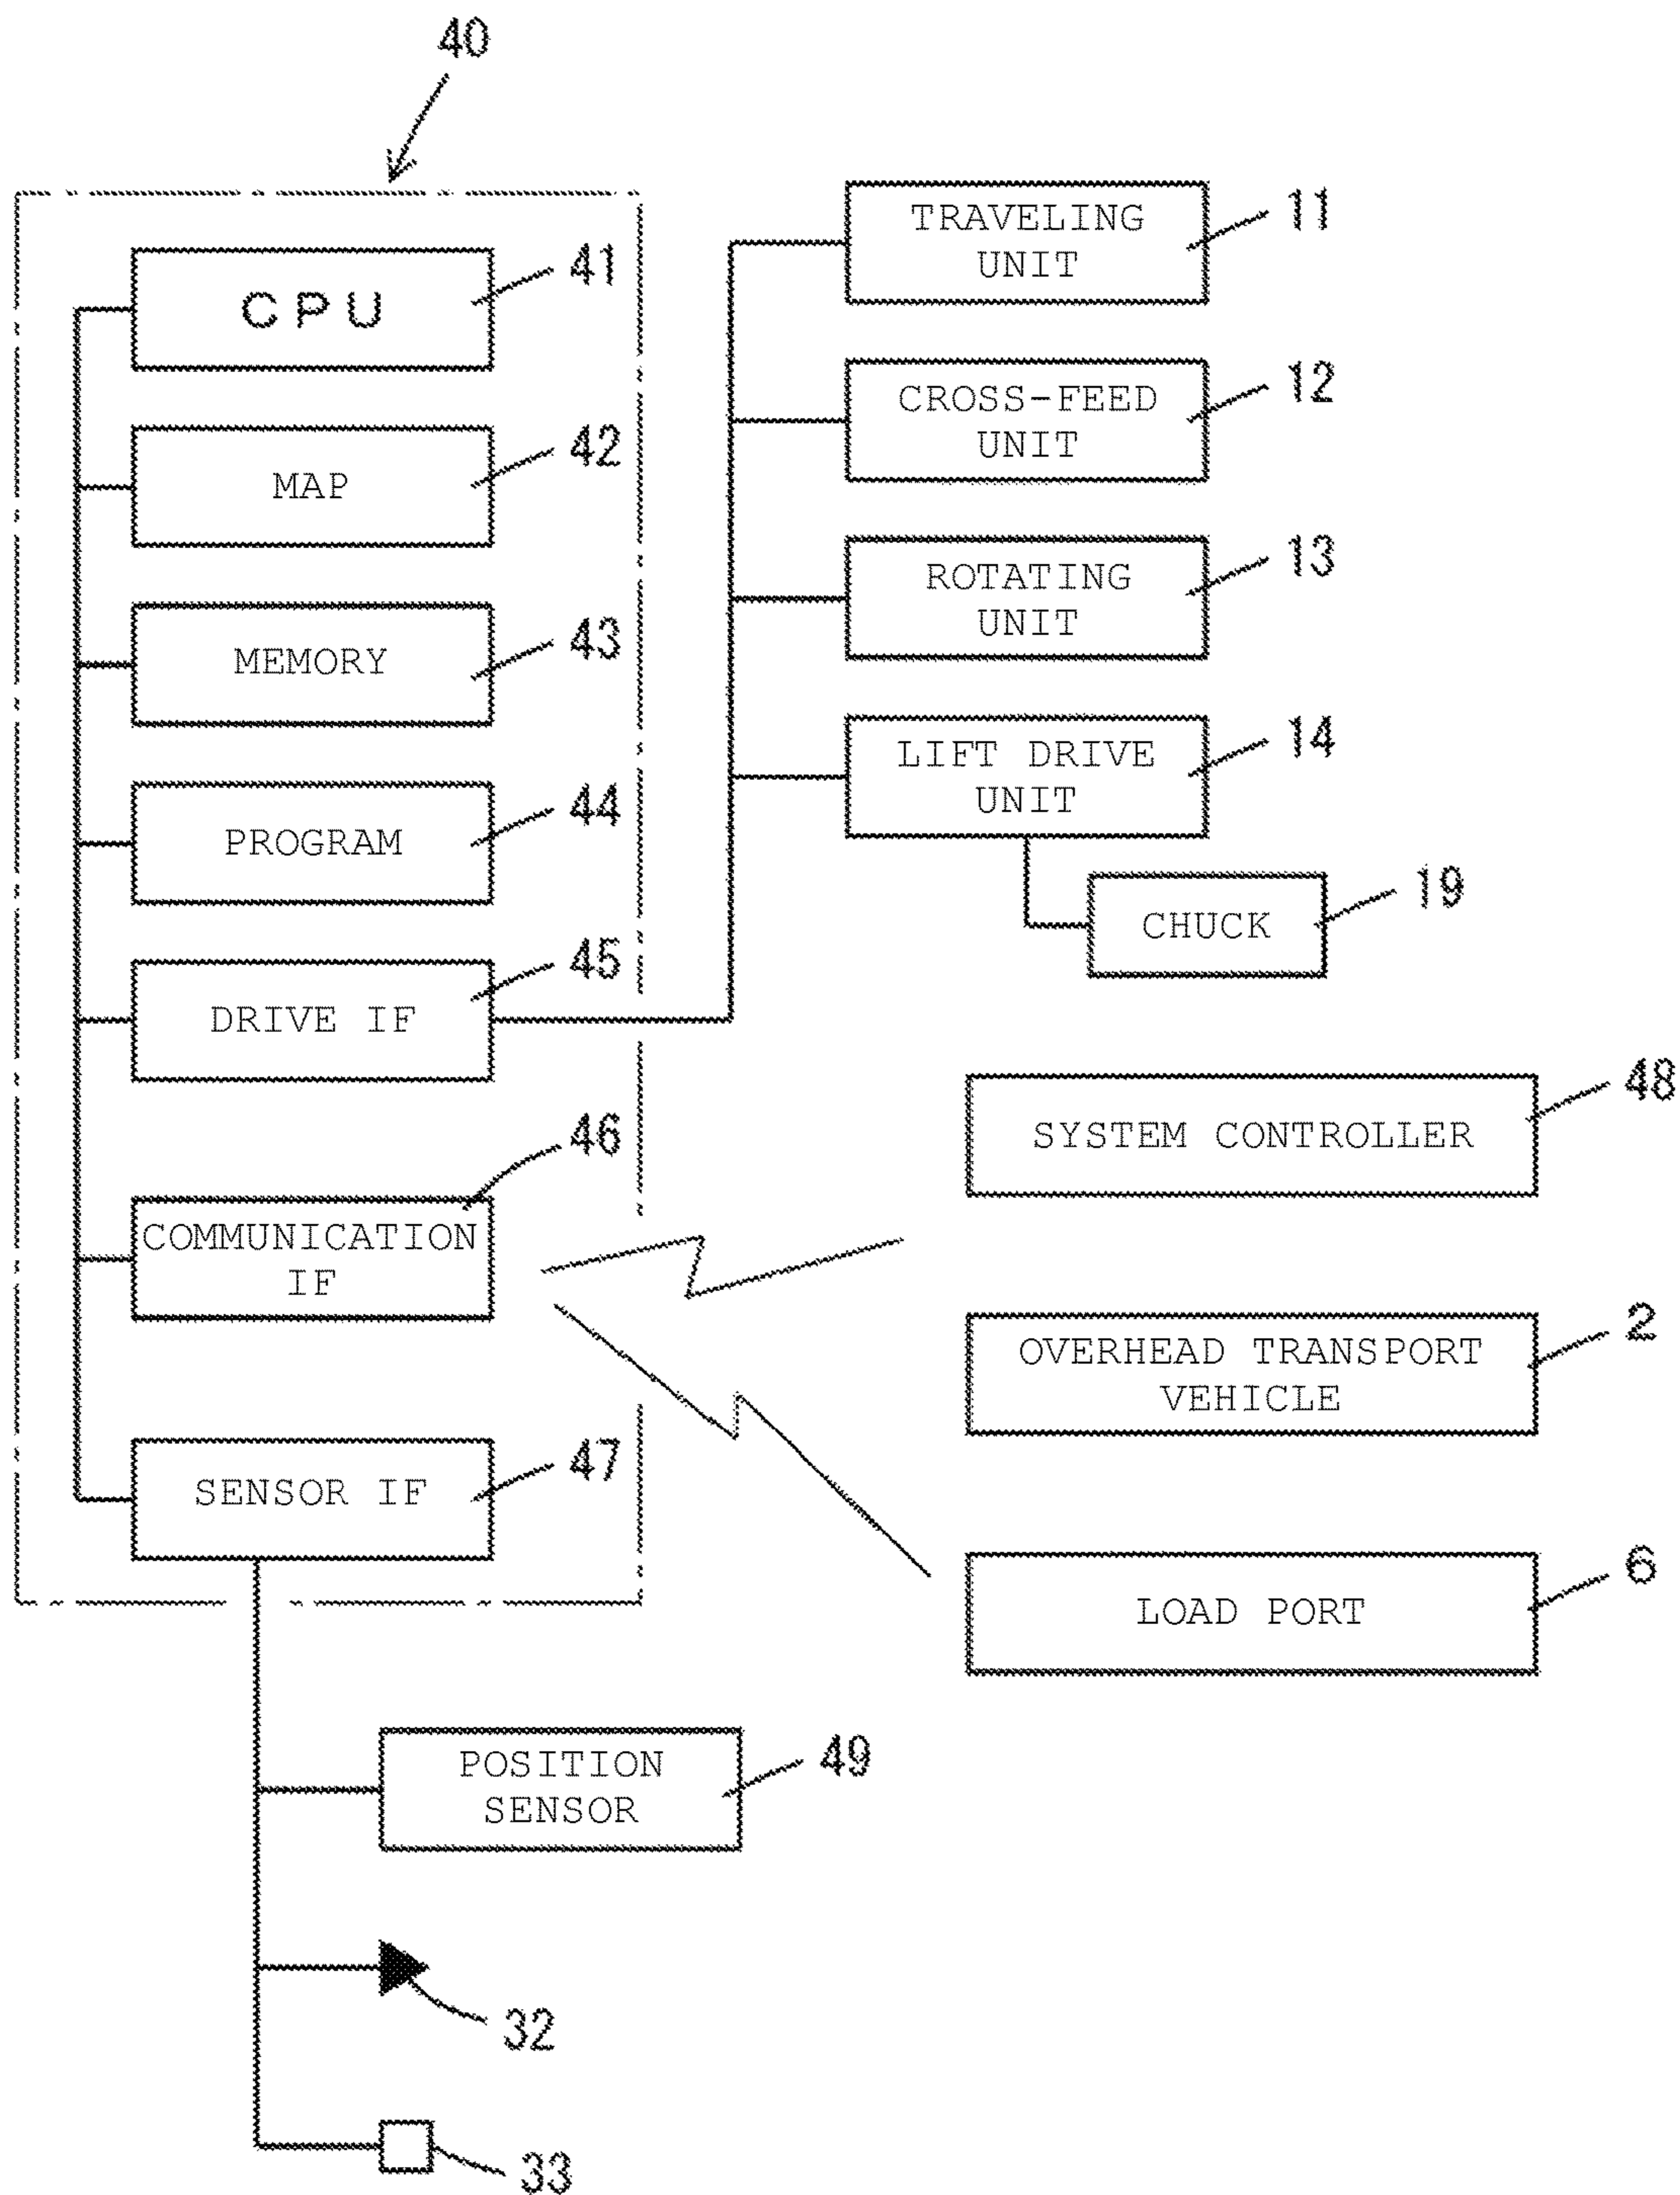 40
CPU
41
MAP
42
MEMORY
43
PROGRAM
44
DRIVE IF
45
COMMUNICATION
IF
46
SENSOR IF
47
TRAVELING
UNIT
11
CROSS-FEED
UNIT
12
ROTATING
UNIT
13
LIFT DRIVE
UNIT
14
CHUCK
19
SYSTEM CONTROLLER
48
OVERHEAD TRANSPORT
VEHICLE
2
LOAD PORT
6
POSITION
SENSOR
49
32
33